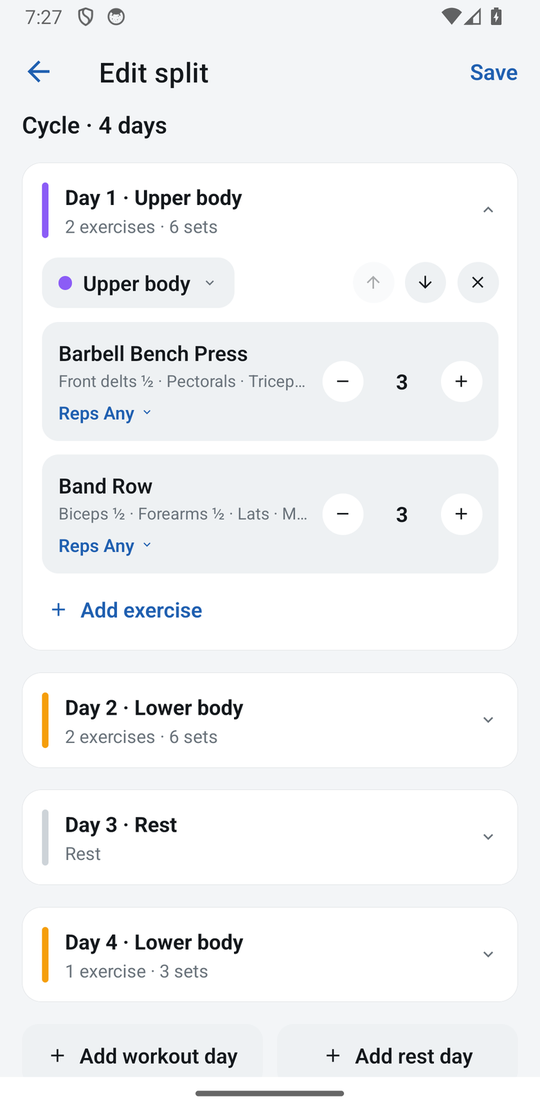 7:27
Edit split
Save
Cycle · 4 days
Day 1 · Upper body
2 exercises · 6 sets
Upper body
Barbell Bench Press
Front delts ½ · Pectorals · Tricep…
3
Reps Any
Band Row
Biceps ½ · Forearms ½ · Lats · M…
3
Reps Any
+ Add exercise
Day 2 · Lower body
2 exercises · 6 sets
Day 3 · Rest
Rest
Day 4 · Lower body
1 exercise · 3 sets
+ Add workout day
+ Add rest day